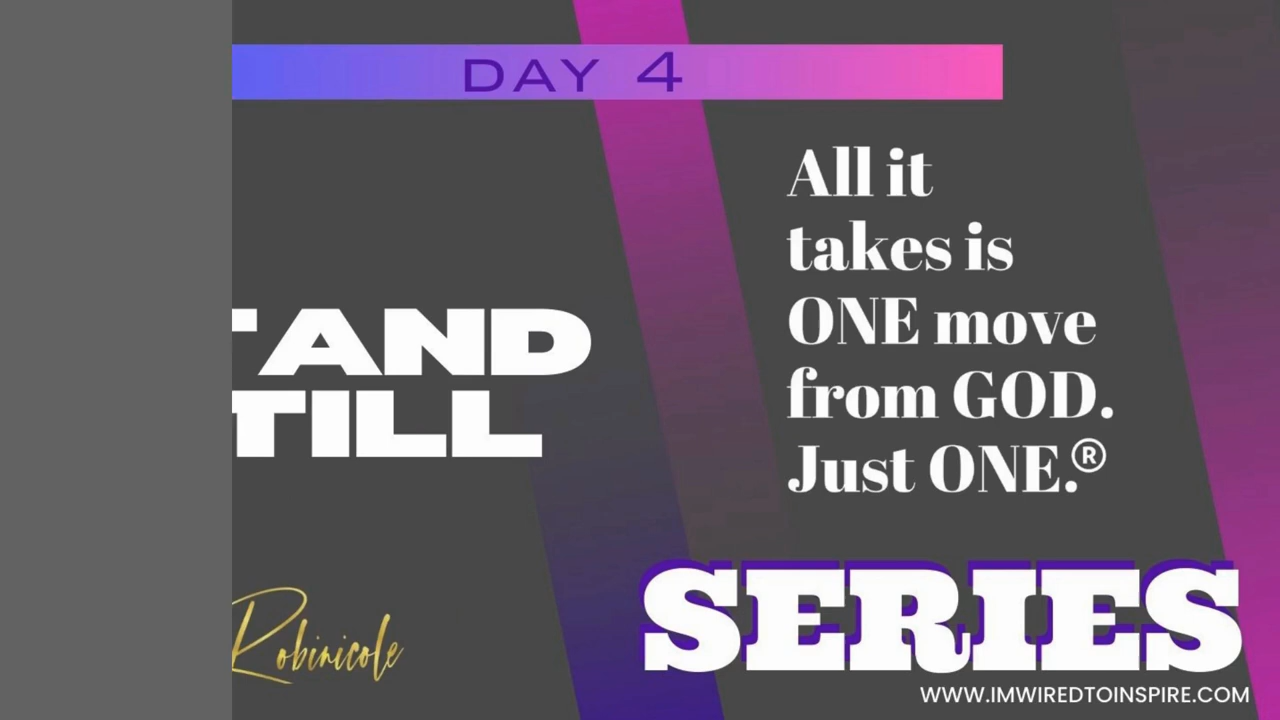 DAY 4
All it
takes is
ONE move
from GOD.
Just ONE.®
TAND
TILL
Robinicole
SERIES
WWW.IMWIREDTOINSPIRE.COM